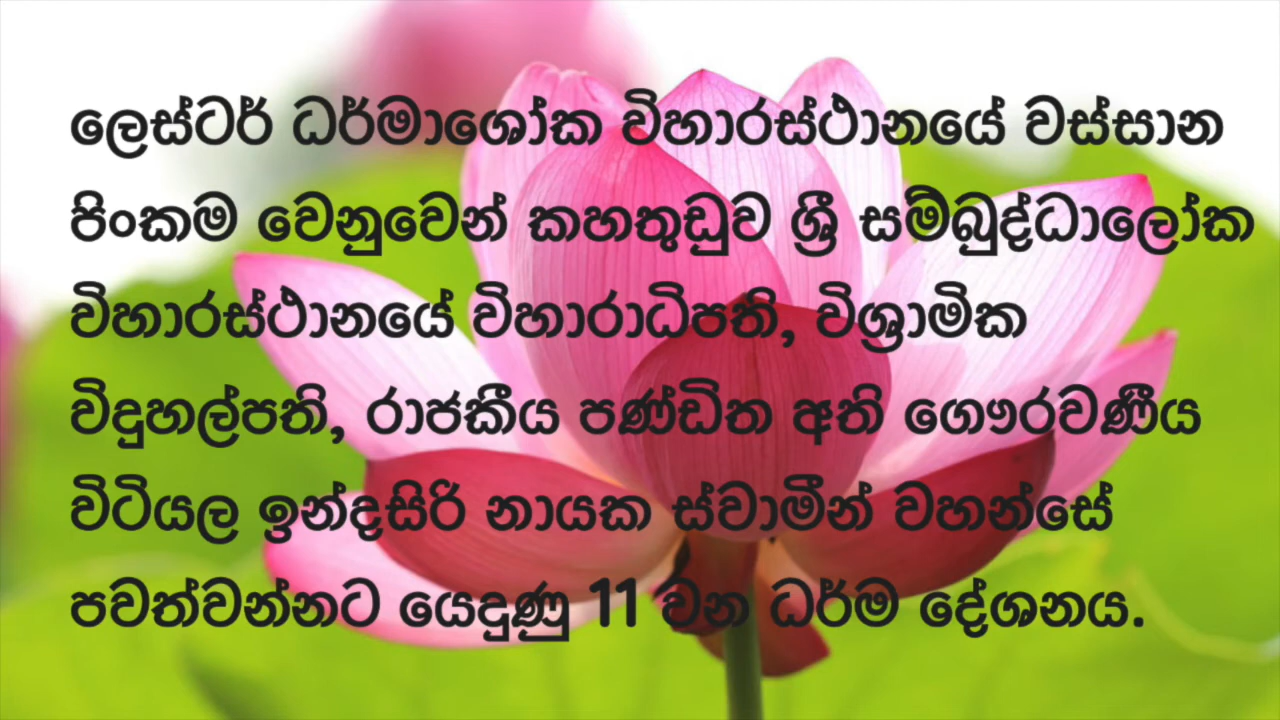 ලෙස්ටර් ධර්මාශෝක විහාරස්ථානයේ වස්සාන
පිංකම වෙනුවෙන් කහතුඩුව ශ්‍රී සම්බුද්ධාලෝක
විහාරස්ථානයේ විහාරාධිපති, විශ්‍රාමික
විදුහල්පති, රාජකීය පණ්ඩිත අති ගෞරවණීය
විටියල ඉන්දසිරි නායක ස්වාමීන් වහන්සේ
පවත්වන්නට යෙදුණු 11 වන ධර්ම දේශනය.